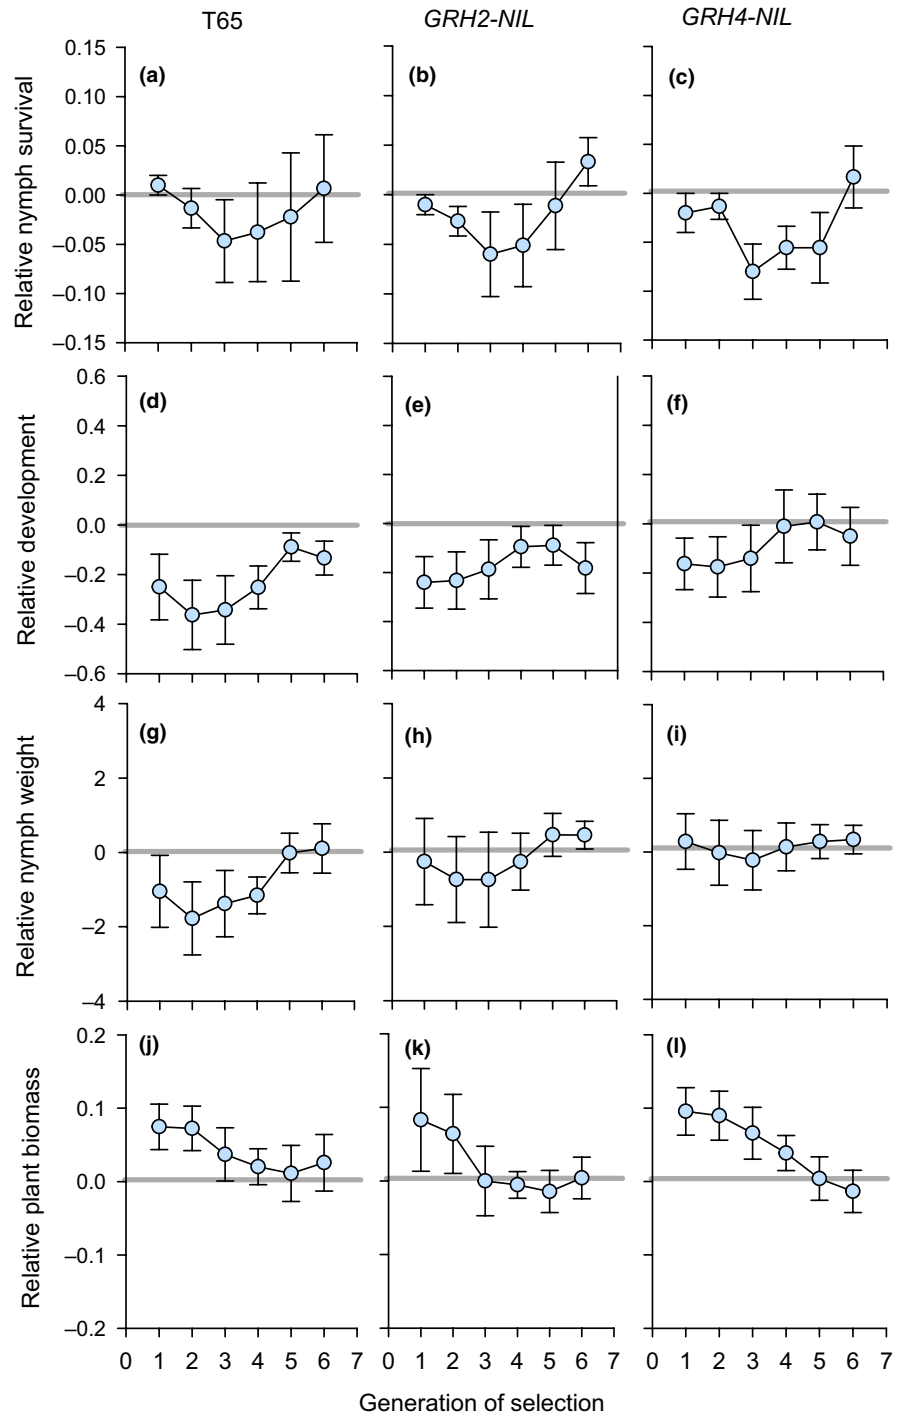 T65 GRH2-NIL GRH4-NIL
Relative nymph survival
0.15
0.10
0.05
0.00
–0.05
–0.10
–0.15
(a) (b) (c)
Relative development
0.6
0.4
0.2
0.0
–0.2
–0.4
–0.6
(d) (e) (f)
Relative nymph weight
4
2
0
–2
–4
(g) (h) (i)
Relative plant biomass
0.2
0.1
0.0
–0.1
–0.2
(j) (k) (l)
0 1 2 3 4 5 6 7 0 1 2 3 4 5 6 7 0 1 2 3 4 5 6 7
Generation of selection